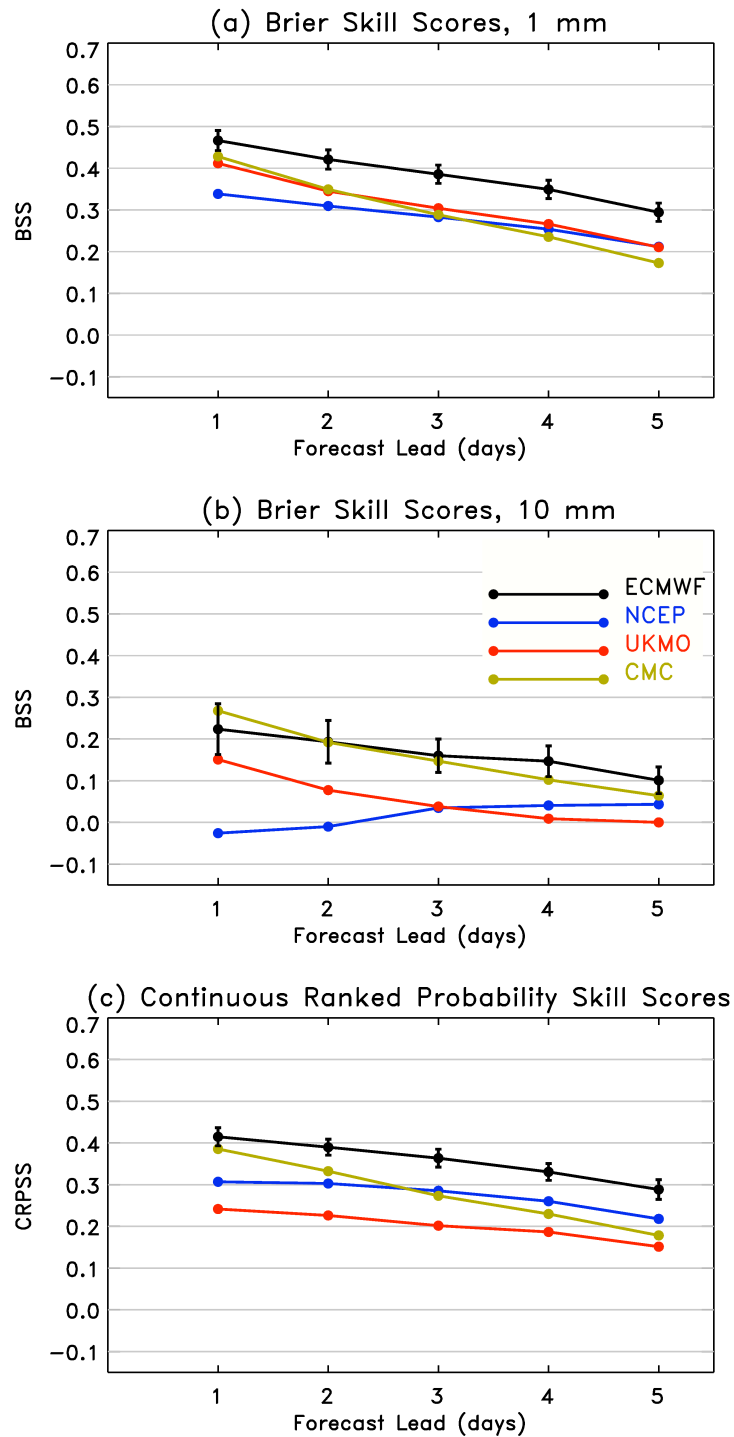 (a) Brier Skill Scores, 1 mm
0.7
0.6
0.5
0.4
0.3
0.2
0.1
0.0
−0.1
BSS
1 2 3 4 5
Forecast Lead (days)
(b) Brier Skill Scores, 10 mm
0.7
0.6
0.5
0.4
0.3
0.2
0.1
0.0
−0.1
BSS
ECMWF
NCEP
UKMO
CMC
1 2 3 4 5
Forecast Lead (days)
(c) Continuous Ranked Probability Skill Scores
0.7
0.6
0.5
0.4
0.3
0.2
0.1
0.0
−0.1
CRPSS
1 2 3 4 5
Forecast Lead (days)